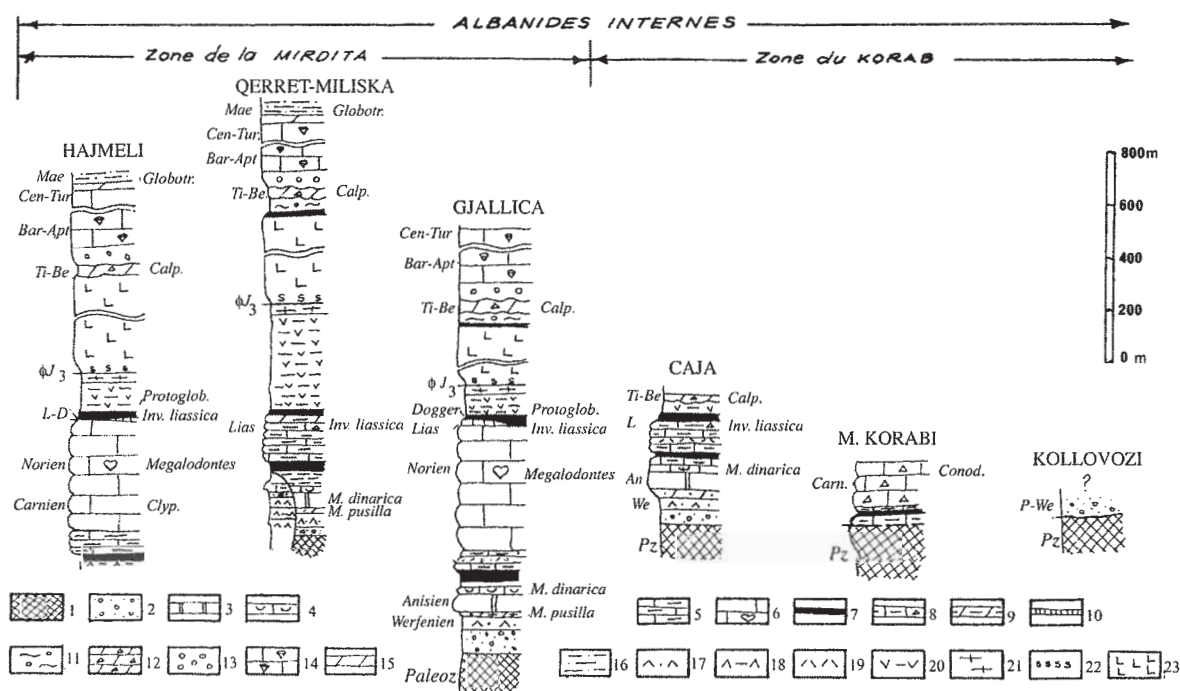 ALBANIDES INTERNES
Zone de la MIRDITA
Zone du KORAB
QERRET-MILISKA
Mae
Globotr.
Cen-Tur.
Bar-Apt
Ti-Be
Calp.
ϕJ3
s s s
Lias
Inv. liassica
M. dinarica
M. pusilla
HAJMELI
Mae
Globotr.
Cen-Tur
Bar-Apt
Ti-Be
Calp.
ϕJ3
s s s
Protoglob.
L-D
Inv. liassica
Norien
Megalodontes
Carnien
Clyp.
GJALLICA
Cen-Tur
Bar-Apt
Ti-Be
Calp.
ϕJ3
s s s
Dogger
Protoglob.
Lias
Inv. liassica
Norien
Megalodontes
M. dinarica
Anisien
M. pusilla
Werfenien
Paleoz
CAJA
Ti-Be
Calp.
L
Inv. liassica
M. dinarica
An
We
Pz
M. KORABI
Conod.
Carn.
Pz
KOLLOVOZI
?
P-We
Pz
800m
600
400
200
0 m
1 2 3 4 5 6 7 8 9 10
11 12 13 14 15 16 17 18 19 20 21 22 23